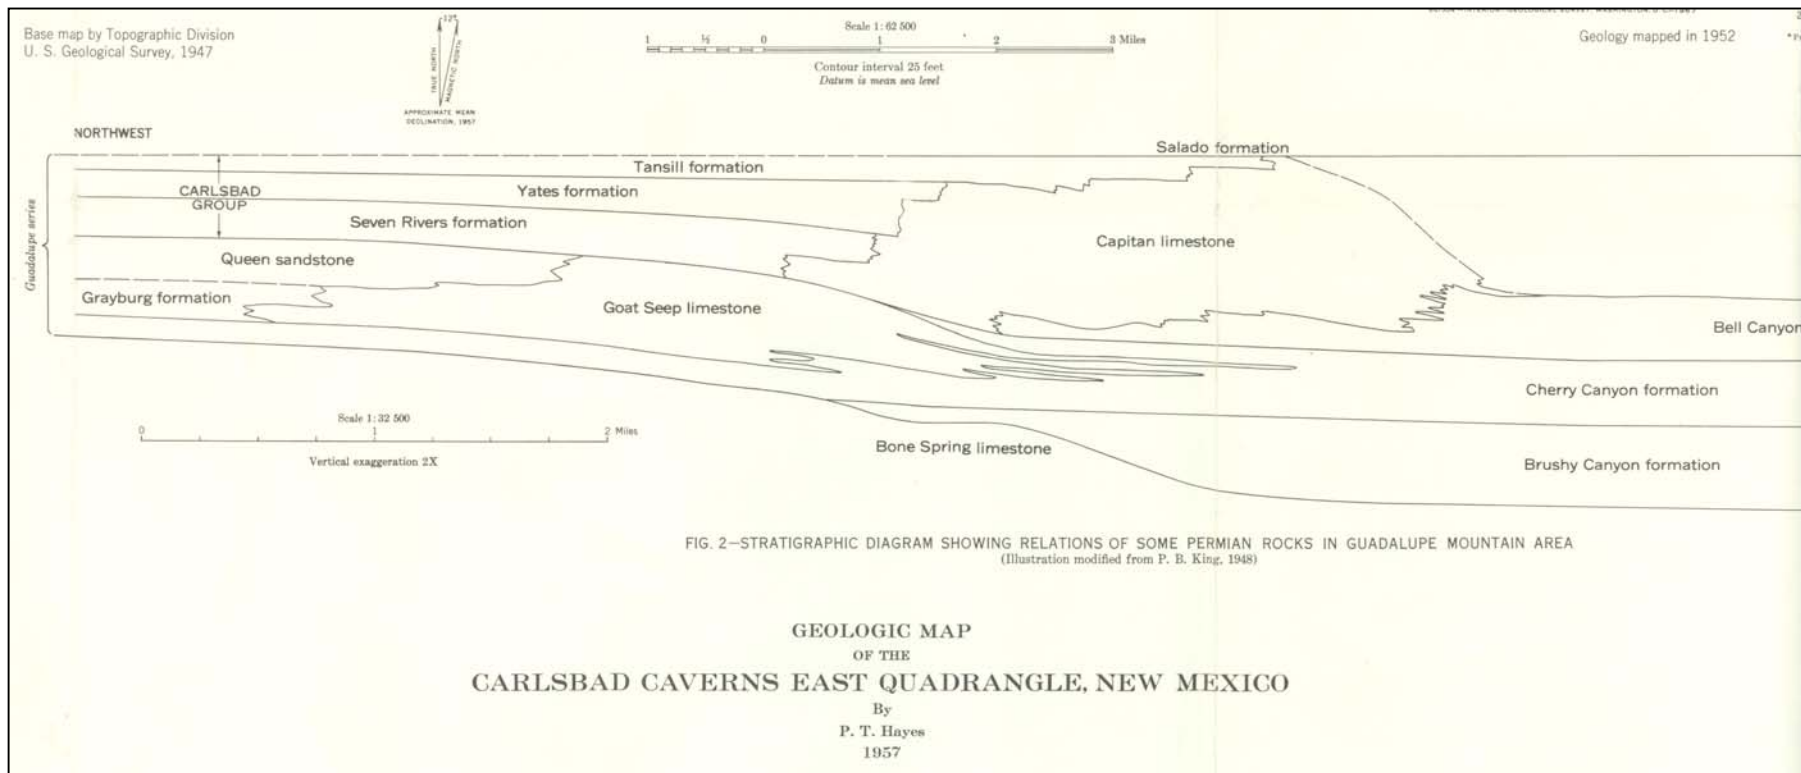 Base map by Topographic Division
U. S. Geological Survey, 1947
12°
TRUE NORTH
MAGNETIC NORTH
APPROXIMATE MEAN
DECLINATION, 1957
Scale 1:62 500
1 ½ 0 1 2 3 Miles
Contour interval 25 feet
Datum is mean sea level
Geology mapped in 1952
NORTHWEST
Salado formation
Tansill formation
Yates formation
CARLSBAD
GROUP
Seven Rivers formation
Capitan limestone
Guadalupe series
Queen sandstone
Grayburg formation
Goat Seep limestone
Bell Canyon
Cherry Canyon formation
Scale 1:32 500
0 1 2 Miles
Vertical exaggeration 2X
Bone Spring limestone
Brushy Canyon formation
FIG. 2—STRATIGRAPHIC DIAGRAM SHOWING RELATIONS OF SOME PERMIAN ROCKS IN GUADALUPE MOUNTAIN AREA
(Illustration modified from P. B. King, 1948)
GEOLOGIC MAP
OF THE
CARLSBAD CAVERNS EAST QUADRANGLE, NEW MEXICO
By
P. T. Hayes
1957